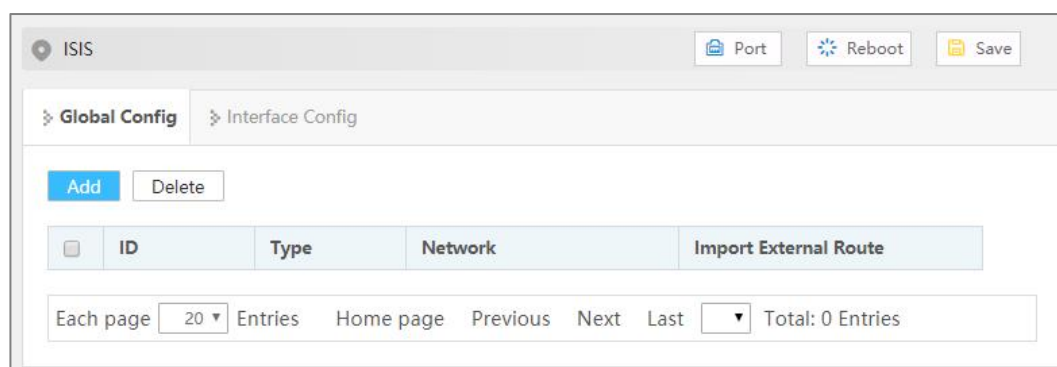 ISIS Port Reboot Save
Global Config Interface Config
Add Delete
ID Type Network Import External Route
Each page 20 Entries Home page Previous Next Last Total: 0 Entries